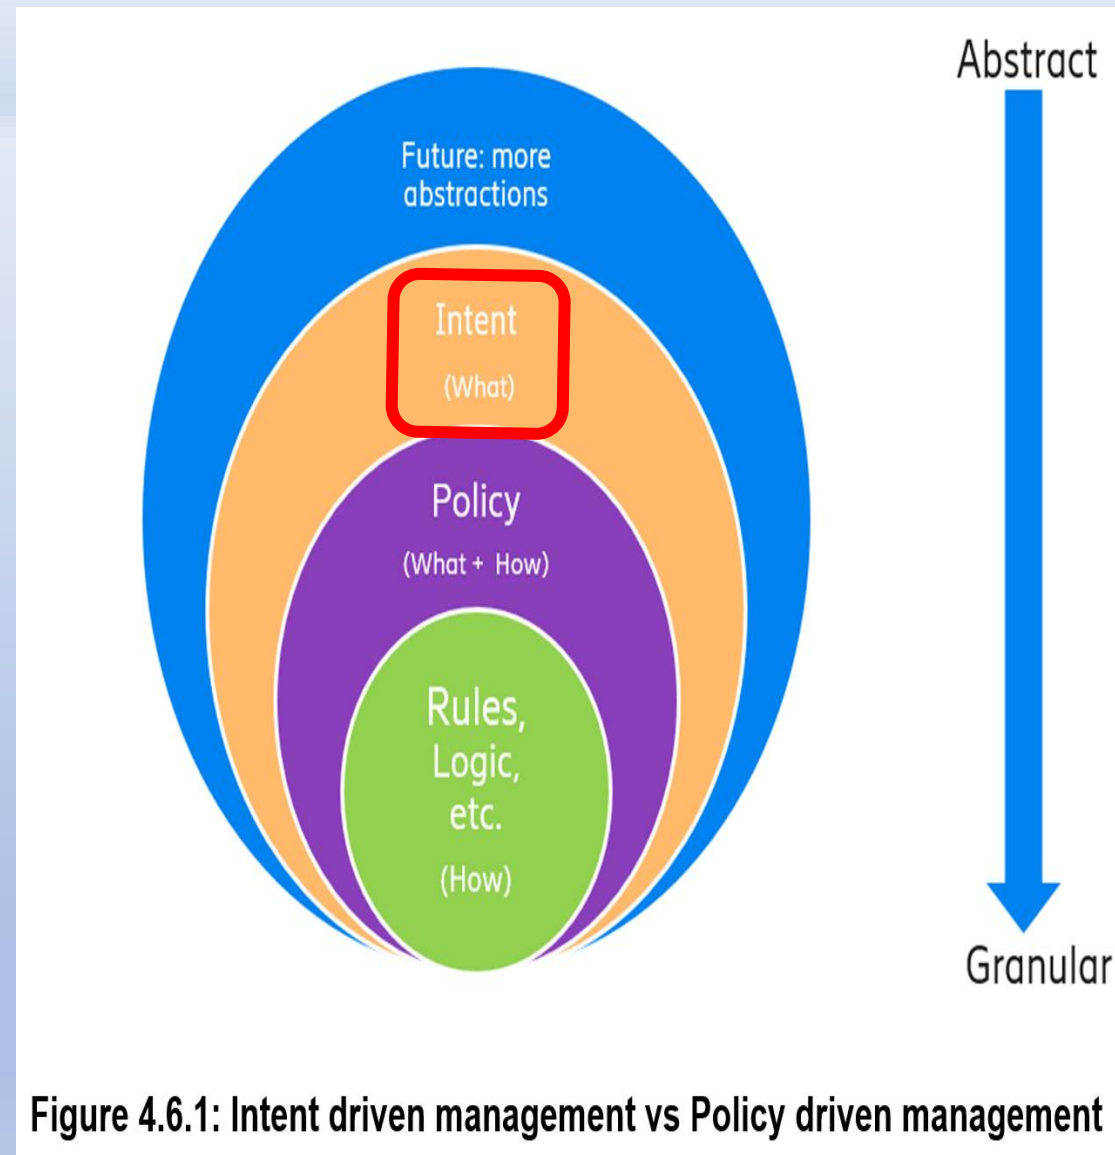 Abstract
Future: more
abstractions
Intent
(What)
Policy
(What + How)
Rules,
Logic,
etc.
(How)
Granular
Figure 4.6.1: Intent driven management vs Policy driven management